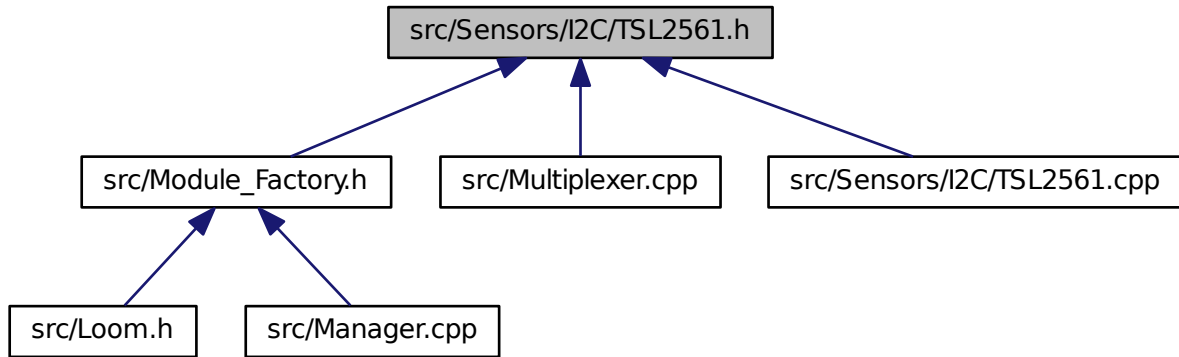 src/Sensors/I2C/TSL2561.h
src/Module_Factory.h
src/Multiplexer.cpp
src/Sensors/I2C/TSL2561.cpp
src/Loom.h
src/Manager.cpp